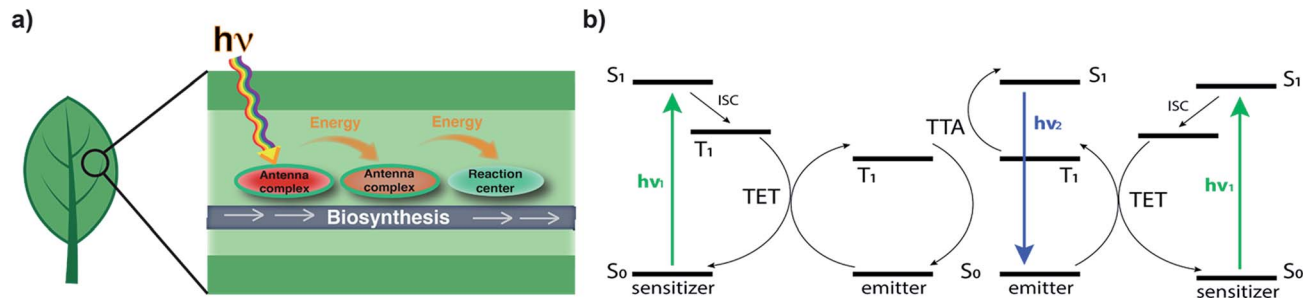 a)
hν
Energy
Energy
Antenna
complex
Antenna
complex
Reaction
center
Biosynthesis
b)
S₁
ISC
T₁
hν₁
TET
S₀
sensitizer
T₁
emitter
TTA
S₁
hν₂
T₁
S₀
emitter
TET
S₁
ISC
hν₁
S₀
sensitizer